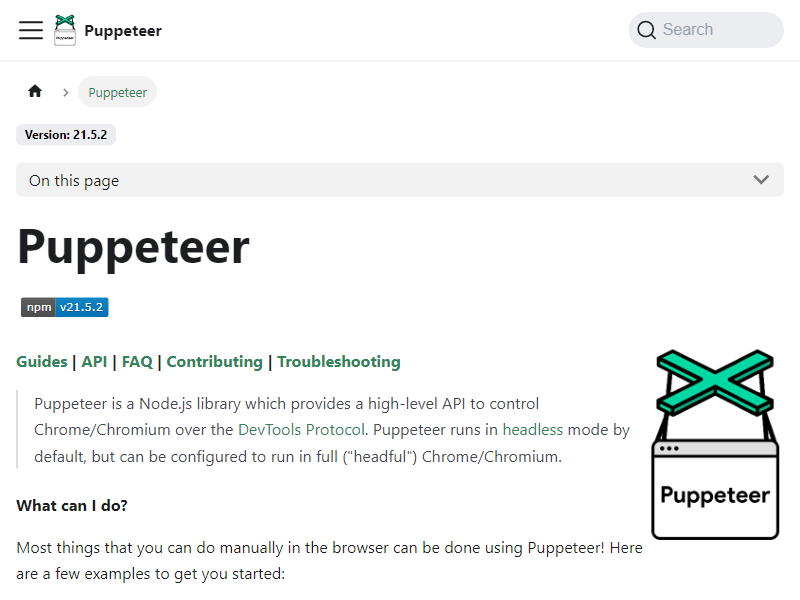 Puppeteer
Search
Puppeteer
Version: 21.5.2
On this page
Puppeteer
npm v21.5.2
Guides | API | FAQ | Contributing | Troubleshooting
Puppeteer is a Node.js library which provides a high-level API to control
Chrome/Chromium over the DevTools Protocol. Puppeteer runs in headless mode by
default, but can be configured to run in full ("headful") Chrome/Chromium.
Puppeteer
What can I do?
Most things that you can do manually in the browser can be done using Puppeteer! Here
are a few examples to get you started: